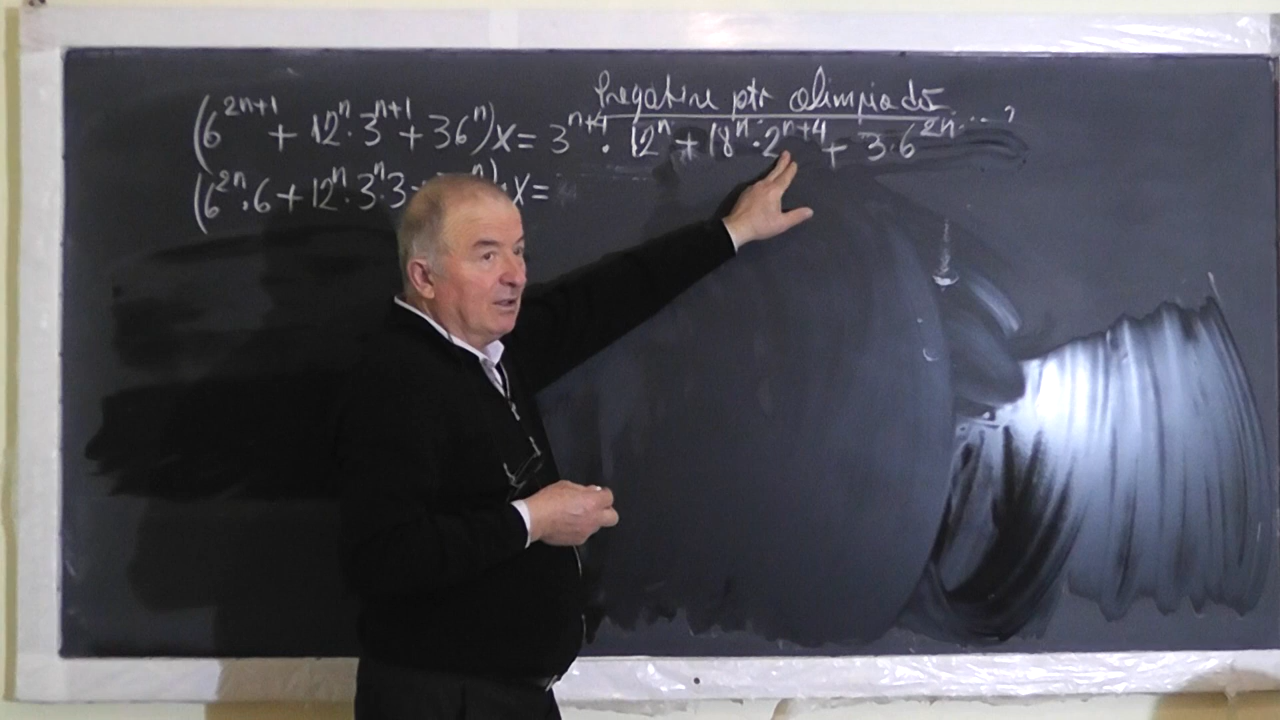 Pregatire ptr olimpiadă
(6^{2n+1} + 12^n · 3^{n+1} + 36^n)x = 3^{n+4} · 12^n + 18^n · 2^{n+4} + 3·6^{2n} ... ?
(6^{2n}·6 + 12^n · 3^n·3 ^n)·x =